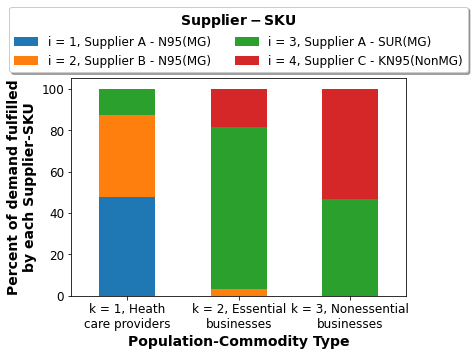 Supplier − SKU
i = 1, Supplier A - N95(MG)
i = 2, Supplier B - N95(MG)
i = 3, Supplier A - SUR(MG)
i = 4, Supplier C - KN95(NonMG)
Percent of demand fulfilled
by each Supplier-SKU
100
80
60
40
20
0
k = 1, Heath
care providers
k = 2, Essential
businesses
k = 3, Nonessential
businesses
Population-Commodity Type